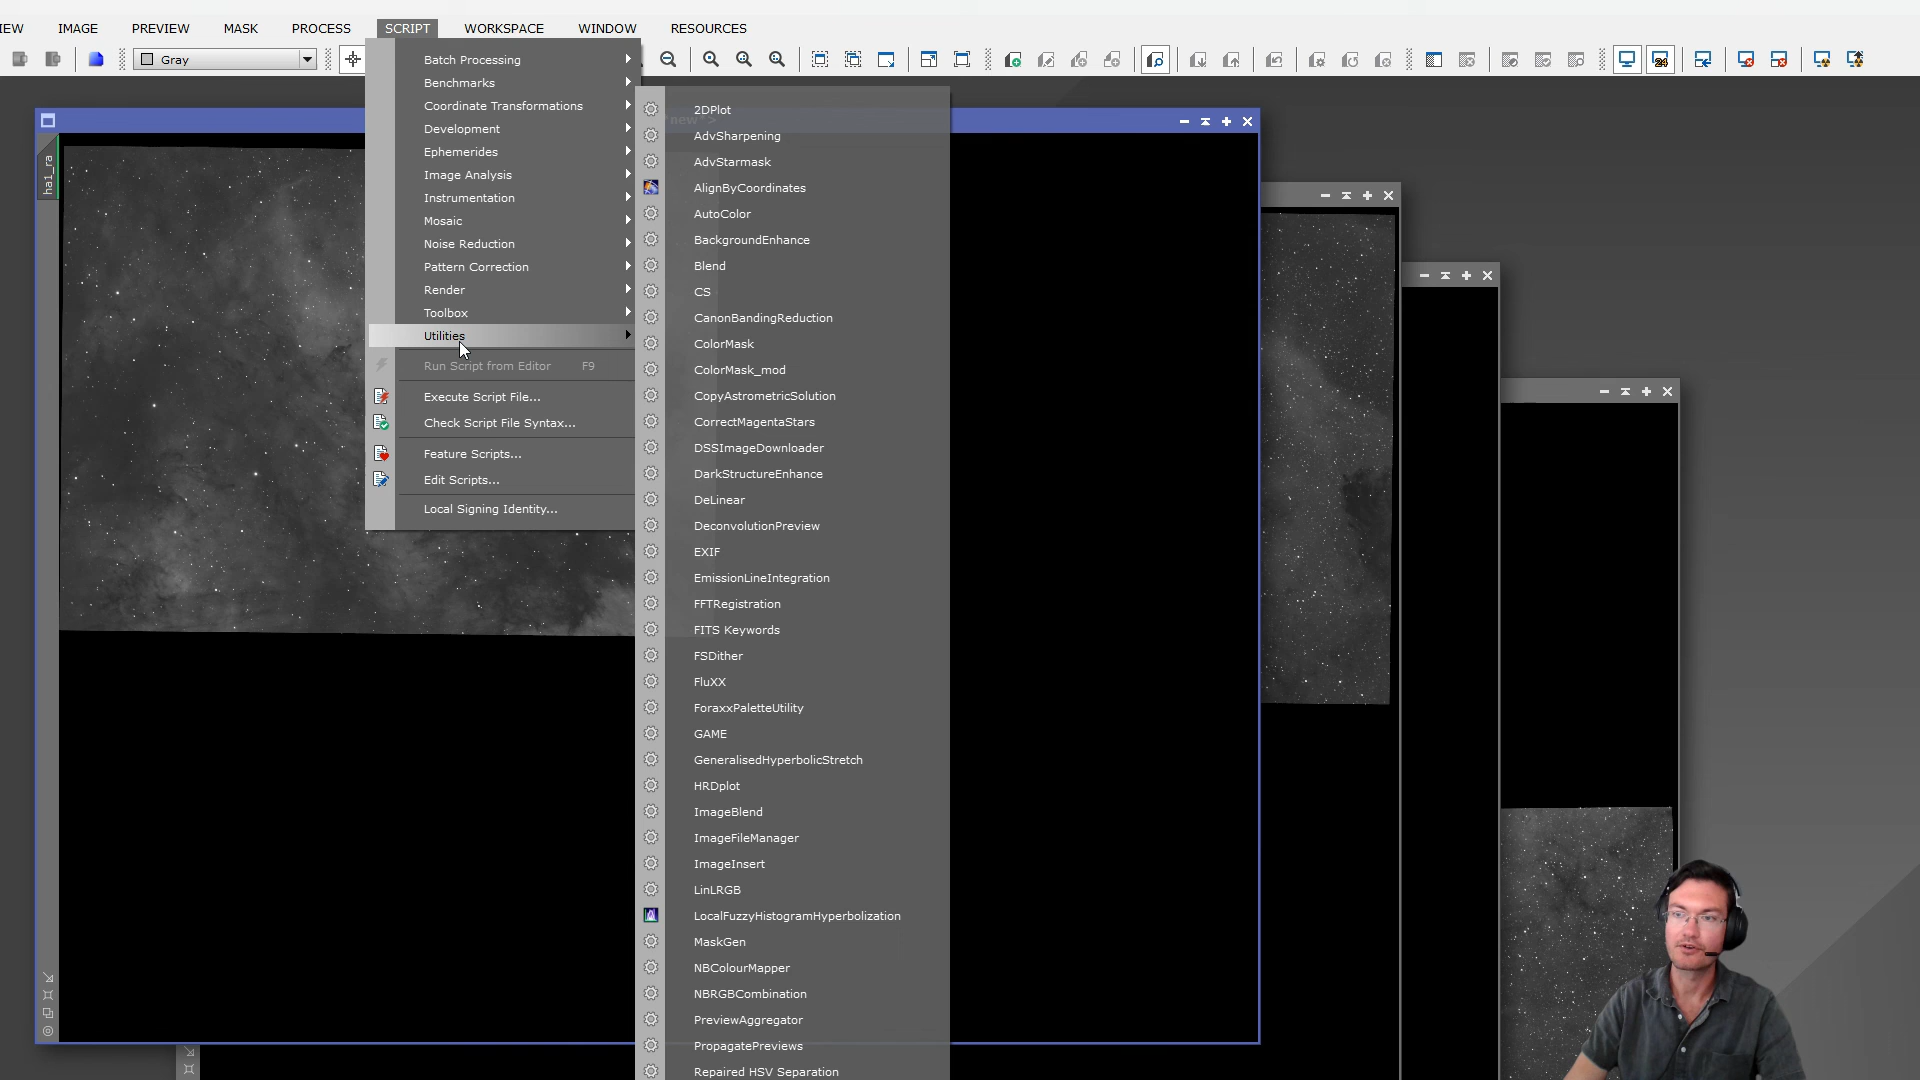 IEW IMAGE PREVIEW MASK PROCESS SCRIPT WORKSPACE WINDOW RESOURCES
Gray
24
ha1_ra
new*>
Batch Processing
Benchmarks
Coordinate Transformations
Development
Ephemerides
Image Analysis
Instrumentation
Mosaic
Noise Reduction
Pattern Correction
Render
Toolbox
Utilities
Run Script from Editor F9
Execute Script File...
Check Script File Syntax...
Feature Scripts...
Edit Scripts...
Local Signing Identity...
2DPlot
AdvSharpening
AdvStarmask
AlignByCoordinates
AutoColor
BackgroundEnhance
Blend
CS
CanonBandingReduction
ColorMask
ColorMask_mod
CopyAstrometricSolution
CorrectMagentaStars
DSSImageDownloader
DarkStructureEnhance
DeLinear
DeconvolutionPreview
EXIF
EmissionLineIntegration
FFTRegistration
FITS Keywords
FSDither
FluXX
ForaxxPaletteUtility
GAME
GeneralisedHyperbolicStretch
HRDplot
ImageBlend
ImageFileManager
ImageInsert
LinLRGB
LocalFuzzyHistogramHyperbolization
MaskGen
NBColourMapper
NBRGBCombination
PreviewAggregator
PropagatePreviews
Repaired HSV Separation